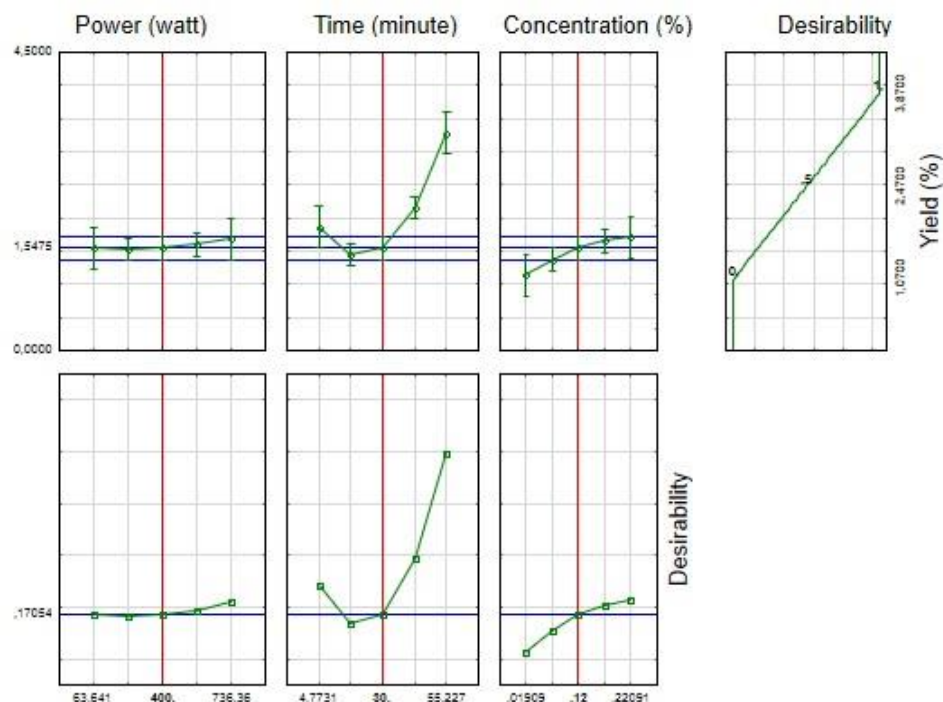 Power (watt) Time (minute) Concentration (%) Desirability
4,5000
1,5475
0,0000
1
,5
0
3,8700
2,4700
1,0700
Yield (%)
,17054
Desirability
63.641 400. 736.36 4.7731 30. 55.227 .01909 .12 .22091